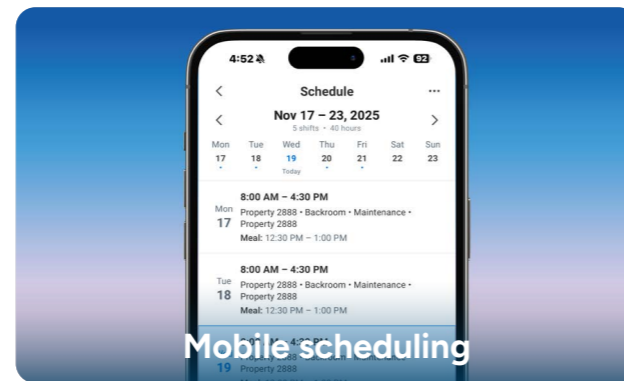 4:52
92
Schedule
Nov 17 – 23, 2025
5 shifts • 40 hours
Mon Tue Wed Thu Fri Sat Sun
17 18 19 20 21 22 23
Today
8:00 AM – 4:30 PM
Mon
Property 2888 • Backroom • Maintenance •
17
Property 2888
Meal: 12:30 PM – 1:00 PM
8:00 AM – 4:30 PM
Tue
Property 2888 • Backroom • Maintenance •
18
Property 2888
Meal: 12:30 PM – 1:00 PM
Mobile scheduling
19
Property 2888